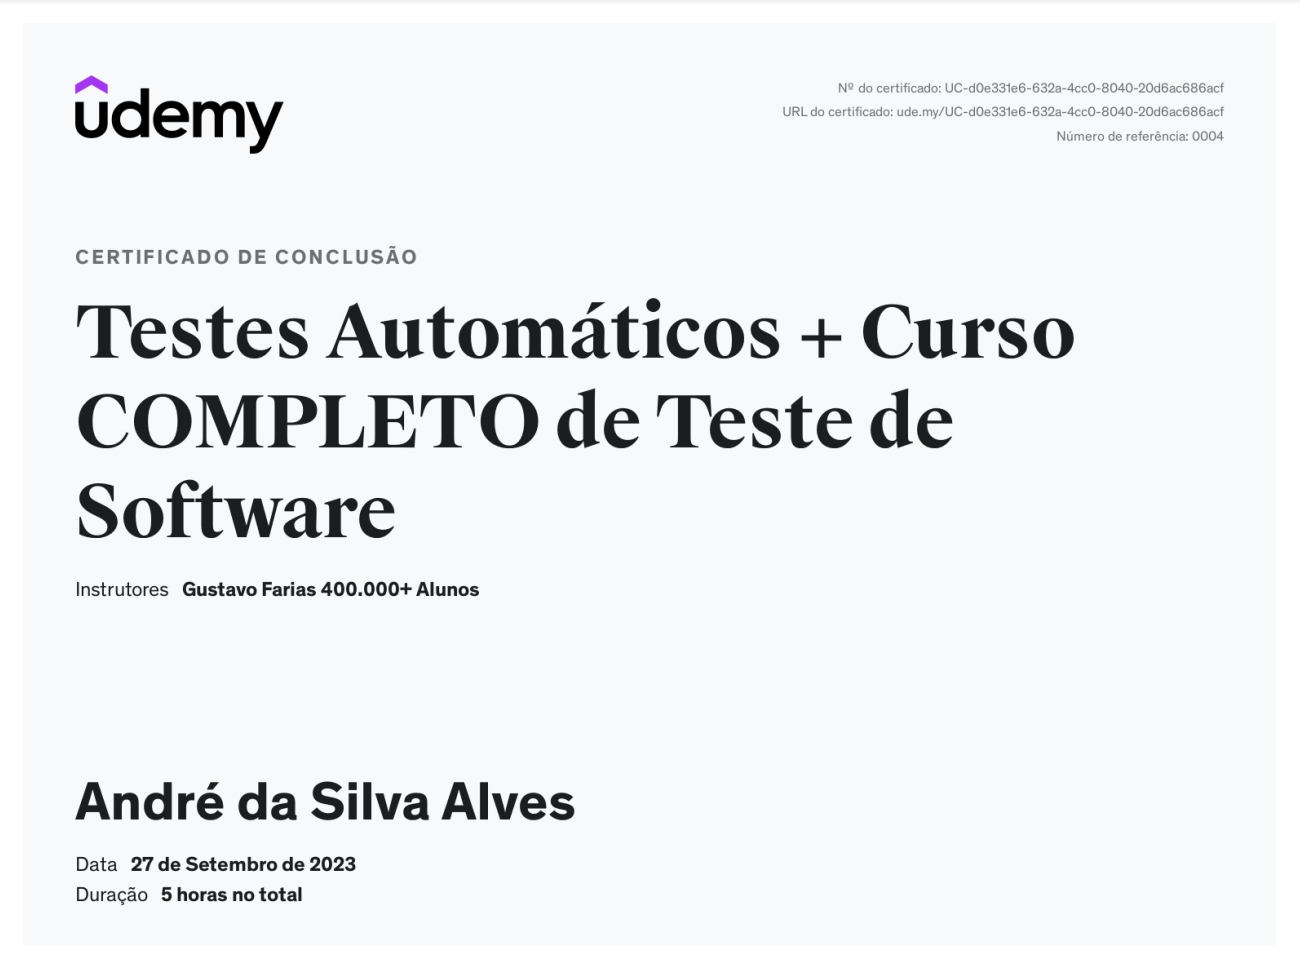 udemy
Nº do certificado: UC-d0e331e6-632a-4cc0-8040-20d6ac686acf
URL do certificado: ude.my/UC-d0e331e6-632a-4cc0-8040-20d6ac686acf
Número de referência: 0004
CERTIFICADO DE CONCLUSÃO
Testes Automáticos + Curso
COMPLETO de Teste de
Software
Instrutores Gustavo Farias 400.000+ Alunos
André da Silva Alves
Data 27 de Setembro de 2023
Duração 5 horas no total